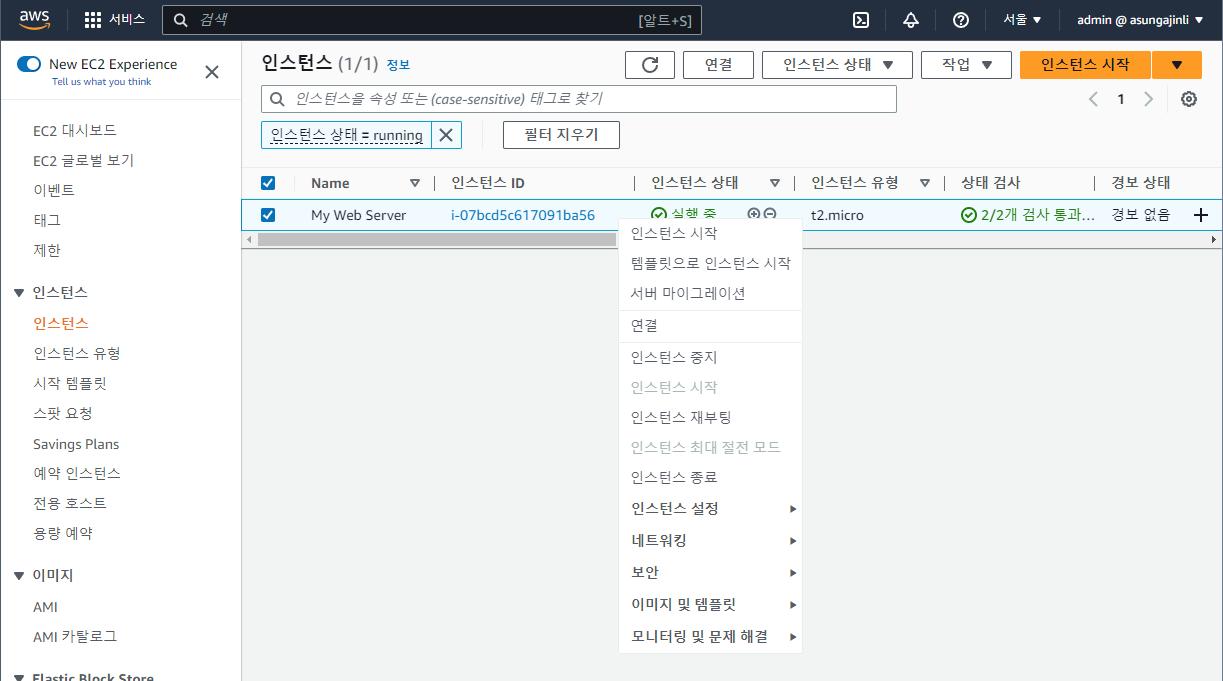 aws 서비스 검색 [알트+S] 서울 ▼ admin @ asungajinli ▼
New EC2 Experience
Tell us what you think
EC2 대시보드
EC2 글로벌 보기
이벤트
태그
제한
인스턴스
인스턴스
인스턴스 유형
시작 템플릿
스팟 요청
Savings Plans
예약 인스턴스
전용 호스트
용량 예약
이미지
AMI
AMI 카탈로그
Elastic Block Store
인스턴스 (1/1) 정보 연결 인스턴스 상태 ▼ 작업 ▼ 인스턴스 시작 ▼
인스턴스을 속성 또는 (case-sensitive) 태그로 찾기 1
인스턴스 상태 = running 필터 지우기
Name 인스턴스 ID 인스턴스 상태 인스턴스 유형 상태 검사 경보 상태
My Web Server i-07bcd5c617091ba56 실행 중 t2.micro 2/2개 검사 통과... 경보 없음
인스턴스 시작
템플릿으로 인스턴스 시작
서버 마이그레이션
연결
인스턴스 중지
인스턴스 시작
인스턴스 재부팅
인스턴스 최대 절전 모드
인스턴스 종료
인스턴스 설정
네트워킹
보안
이미지 및 템플릿
모니터링 및 문제 해결